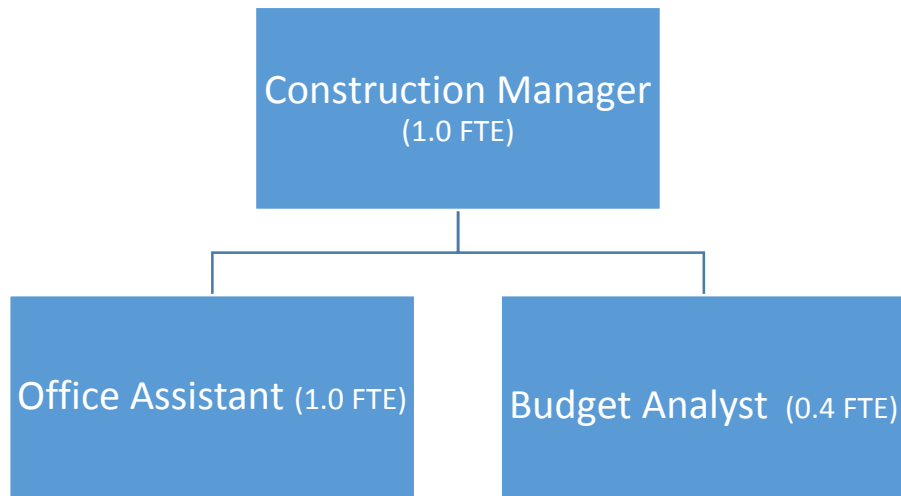 Construction Manager
(1.0 FTE)
Office Assistant (1.0 FTE)
Budget Analyst (0.4 FTE)